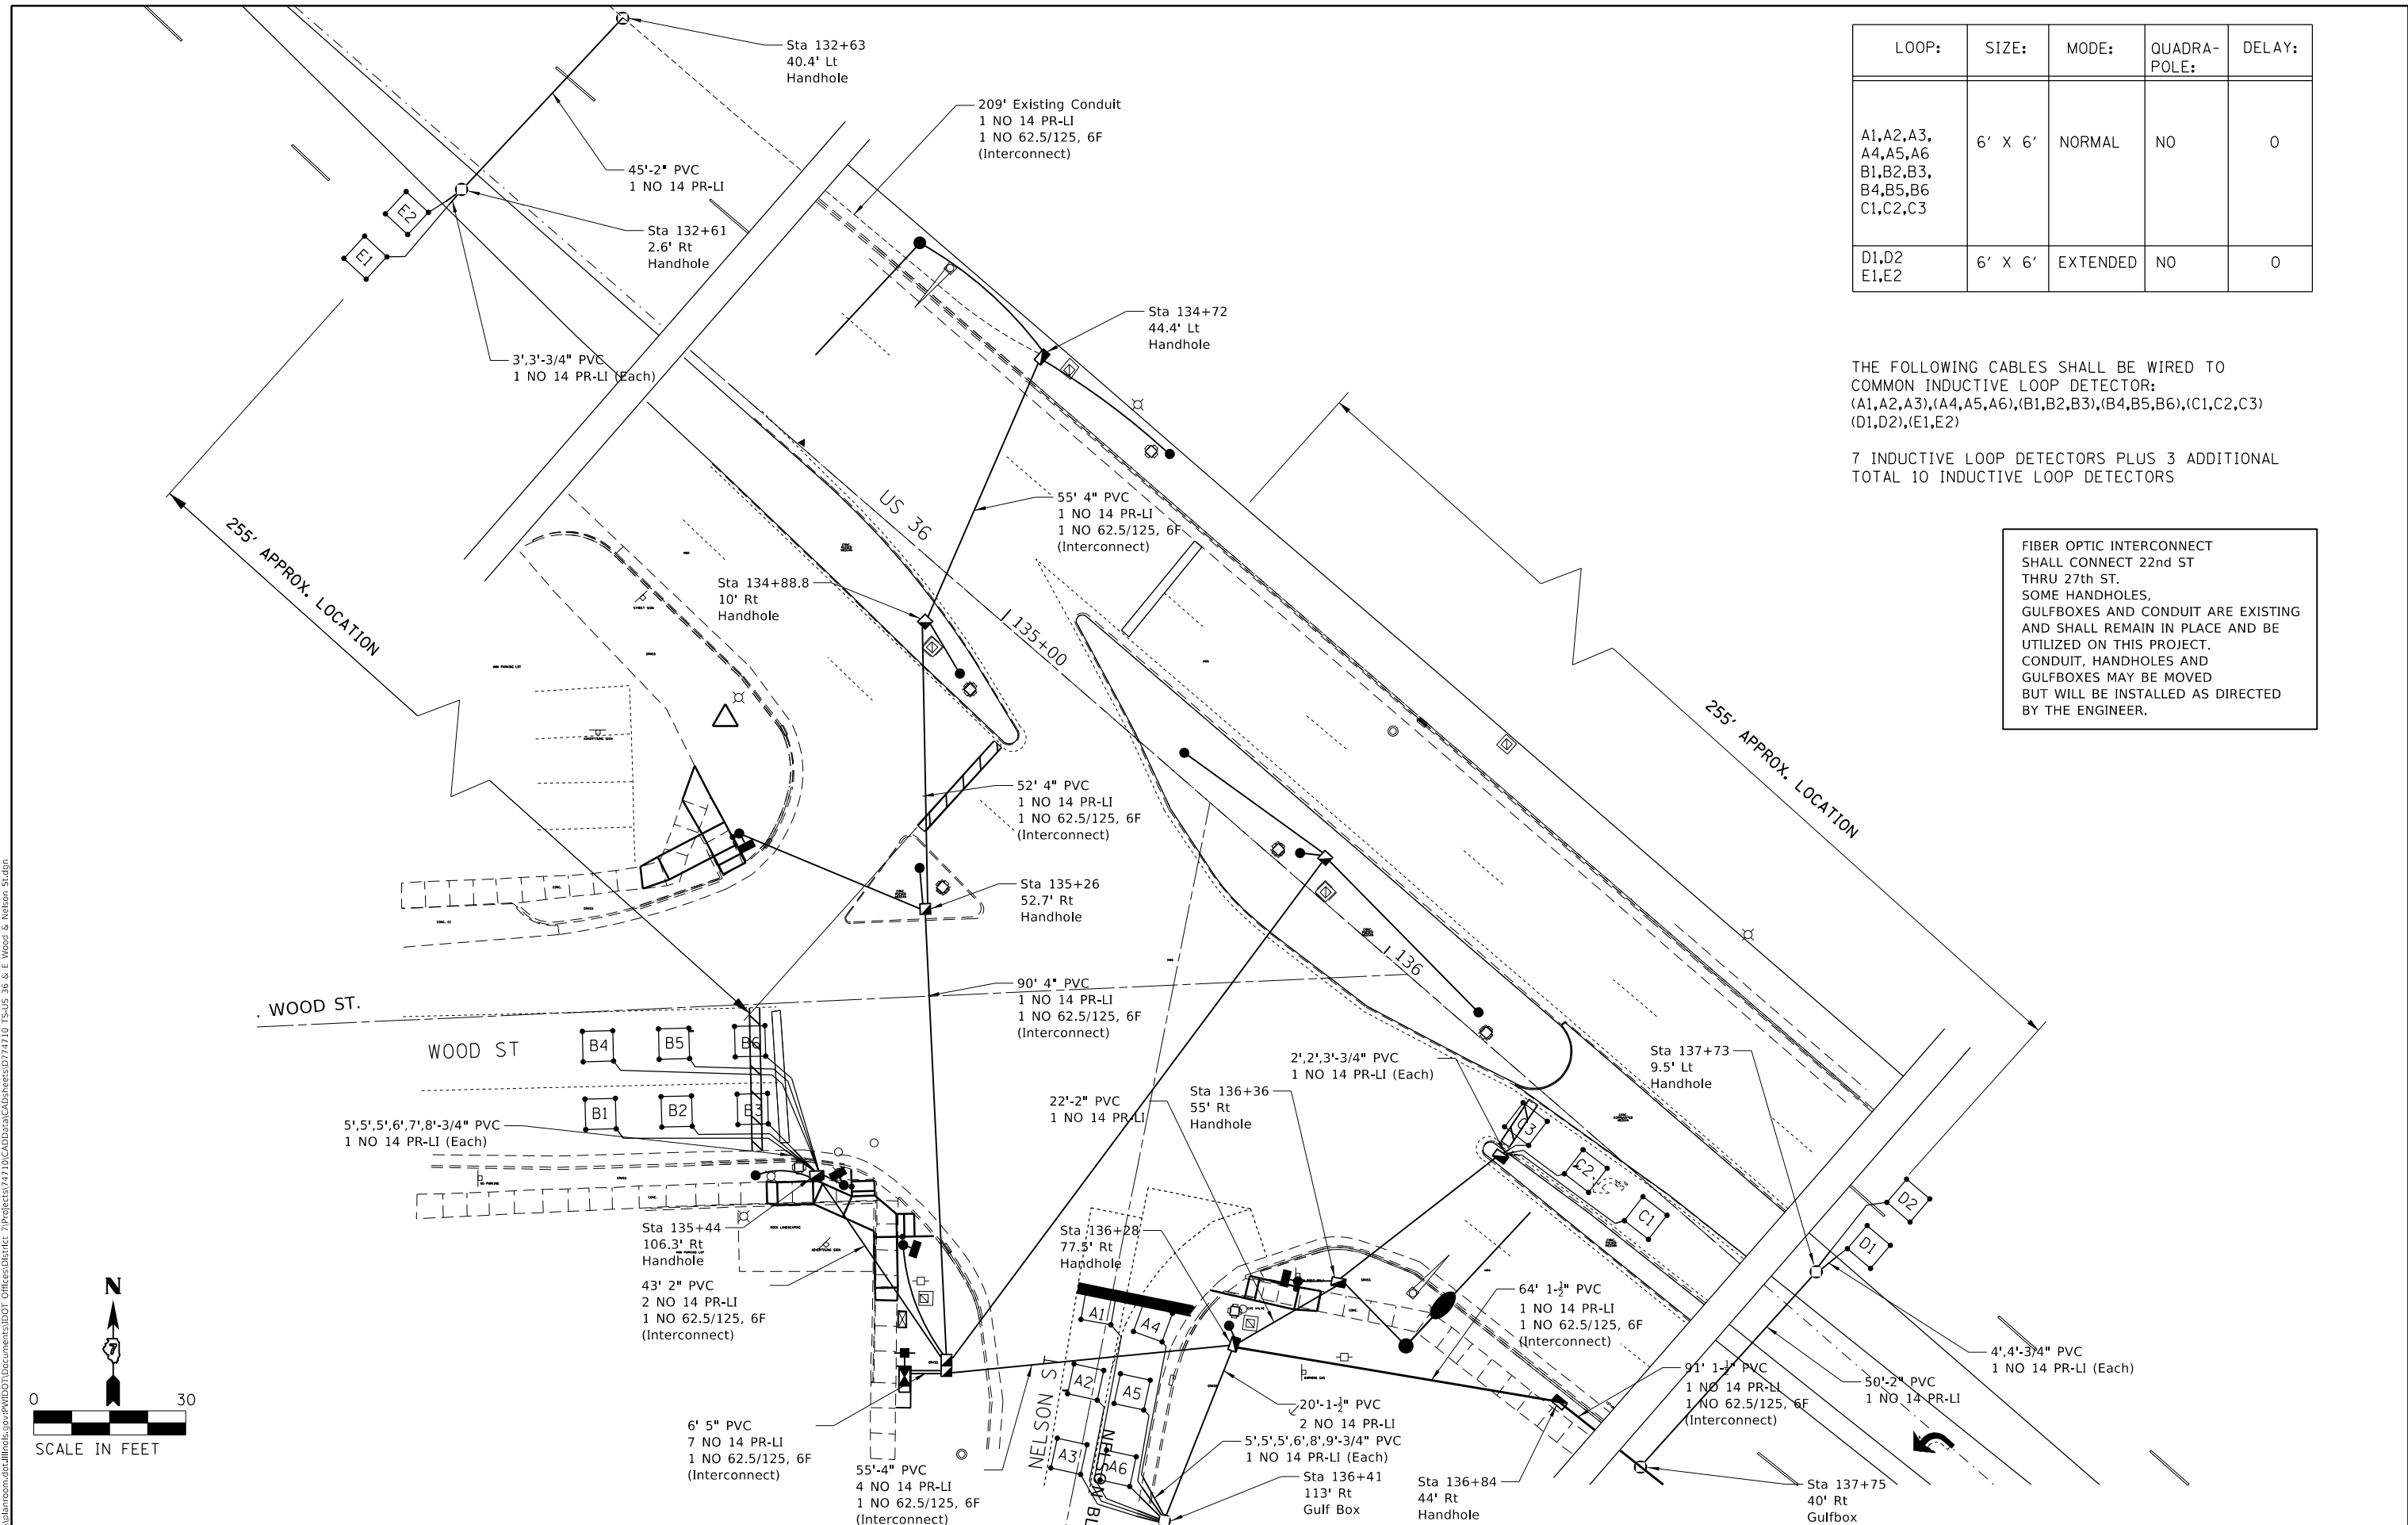 Sta 132+63
40.4' Lt
Handhole
209' Existing Conduit
1 NO 14 PR-LI
1 NO 62.5/125, 6F
(Interconnect)
45'-2" PVC
1 NO 14 PR-LI
E2
E1
Sta 132+61
2.6' Rt
Handhole
3',3'-3/4" PVC
1 NO 14 PR-LI (Each)
Sta 134+72
44.4' Lt
Handhole
LOOP: SIZE: MODE: QUADRA-POLE: DELAY:
A1,A2,A3,
A4,A5,A6
B1,B2,B3,
B4,B5,B6
C1,C2,C3
6' X 6' NORMAL NO 0
D1,D2
E1,E2
6' X 6' EXTENDED NO 0
THE FOLLOWING CABLES SHALL BE WIRED TO
COMMON INDUCTIVE LOOP DETECTOR:
(A1,A2,A3),(A4,A5,A6),(B1,B2,B3),(B4,B5,B6),(C1,C2,C3)
(D1,D2),(E1,E2)
7 INDUCTIVE LOOP DETECTORS PLUS 3 ADDITIONAL
TOTAL 10 INDUCTIVE LOOP DETECTORS
FIBER OPTIC INTERCONNECT
SHALL CONNECT 22nd ST
THRU 27th ST.
SOME HANDHOLES,
GULFBOXES AND CONDUIT ARE EXISTING
AND SHALL REMAIN IN PLACE AND BE
UTILIZED ON THIS PROJECT.
CONDUIT, HANDHOLES AND
GULFBOXES MAY BE MOVED
BUT WILL BE INSTALLED AS DIRECTED
BY THE ENGINEER.
255' APPROX. LOCATION
US 36
55' 4" PVC
1 NO 14 PR-LI
1 NO 62.5/125, 6F
(Interconnect)
Sta 134+88.8
10' Rt
Handhole
135+00
STREET SIGN
GRASS
MON PARKING LOT
ADVERTISING SIGN
255' APPROX. LOCATION
52' 4" PVC
1 NO 14 PR-LI
1 NO 62.5/125, 6F
(Interconnect)
Sta 135+26
52.7' Rt
Handhole
136
90' 4" PVC
1 NO 14 PR-LI
1 NO 62.5/125, 6F
(Interconnect)
WOOD ST.
WOOD ST
B4
B5
B6
B1
B2
B3
5',5',5',6',7',8'-3/4" PVC
1 NO 14 PR-LI (Each)
2',2',3'-3/4" PVC
1 NO 14 PR-LI (Each)
22'-2" PVC
1 NO 14 PR-LI
Sta 136+36
55' Rt
Handhole
Sta 137+73
9.5' Lt
Handhole
C3
C2
C1
D2
D1
NO PARKING
GRASS
CONC.
ROCK LANDSCAPING
ADVERTISING SIGN
Sta 135+44
106.3' Rt
Handhole
43' 2" PVC
2 NO 14 PR-LI
1 NO 62.5/125, 6F
(Interconnect)
Sta 136+28
77.5' Rt
Handhole
A1
A4
A2
A5
A3
A6
NELSON ST
NELSON BL
64' 1-½" PVC
1 NO 14 PR-LI
1 NO 62.5/125, 6F
(Interconnect)
4',4'-3/4" PVC
1 NO 14 PR-LI (Each)
91' 1-½" PVC
1 NO 14 PR-LI
1 NO 62.5/125, 6F
(Interconnect)
50'-2" PVC
1 NO 14 PR-LI
20'-1-½" PVC
2 NO 14 PR-LI
5',5',5',6',8',9'-3/4" PVC
1 NO 14 PR-LI (Each)
Sta 136+41
113' Rt
Gulf Box
Sta 136+84
44' Rt
Handhole
Sta 137+75
40' Rt
Gulfbox
6' 5" PVC
7 NO 14 PR-LI
1 NO 62.5/125, 6F
(Interconnect)
55'-4" PVC
4 NO 14 PR-LI
1 NO 62.5/125, 6F
(Interconnect)
N
7
0 30
SCALE IN FEET